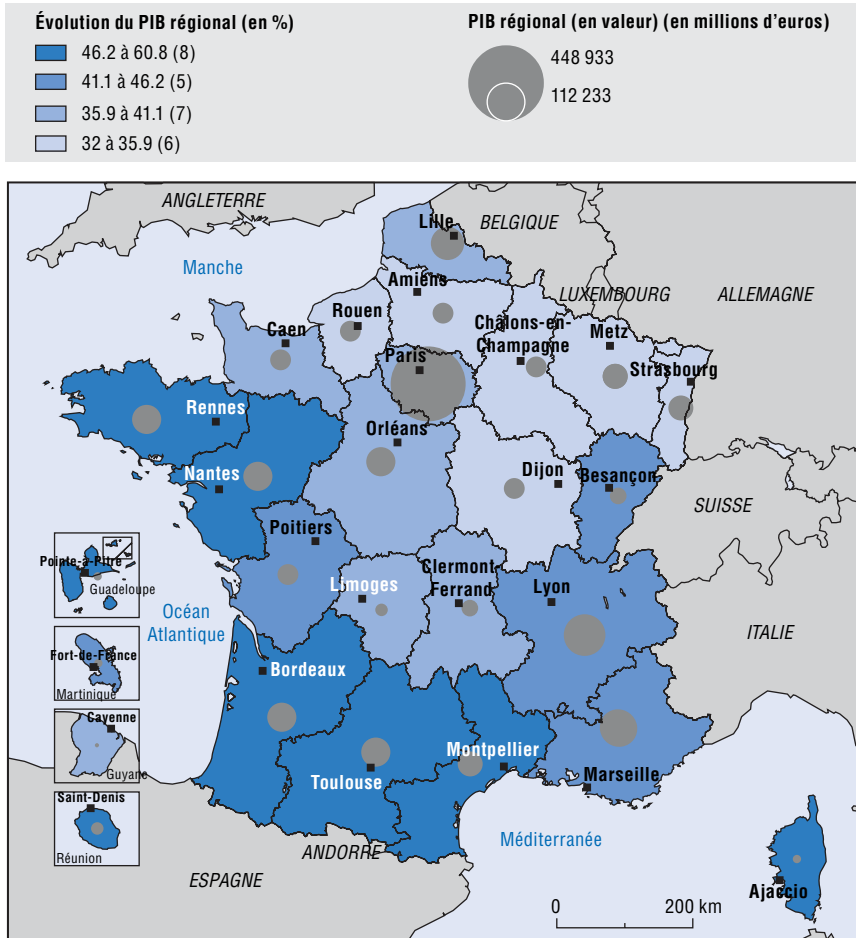 Évolution du PIB régional (en %)
46.2 à 60.8 (8)
41.1 à 46.2 (5)
35.9 à 41.1 (7)
32 à 35.9 (6)
PIB régional (en valeur) (en millions d’euros)
448 933
112 233
ANGLETERRE
Lille
BELGIQUE
Manche
Amiens
LUXEMBOURG
ALLEMAGNE
Rouen
Caen
Châlons-en-
Champagne
Metz
Paris
Strasbourg
Rennes
Orléans
Nantes
Dijon
Besançon
SUISSE
Poitiers
Pointe-à-Pitre
Guadeloupe
Limoges
Clermont
Ferrand
Lyon
Océan
Atlantique
ITALIE
Fort-de-France
Martinique
Bordeaux
Cayenne
Guyane
Montpellier
Toulouse
Marseille
Saint-Denis
Réunion
ANDORRE
Méditerranée
ESPAGNE
Ajaccio
0 200 km